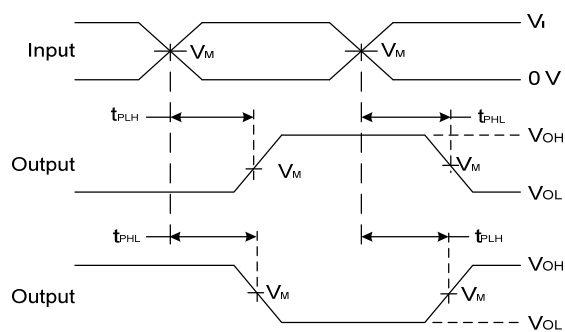 VI
Input VM VM
0 V
tPLH tPHL
VOH
Output VM VM
VOL
tPHL tPLH
VOH
Output VM VM
VOL